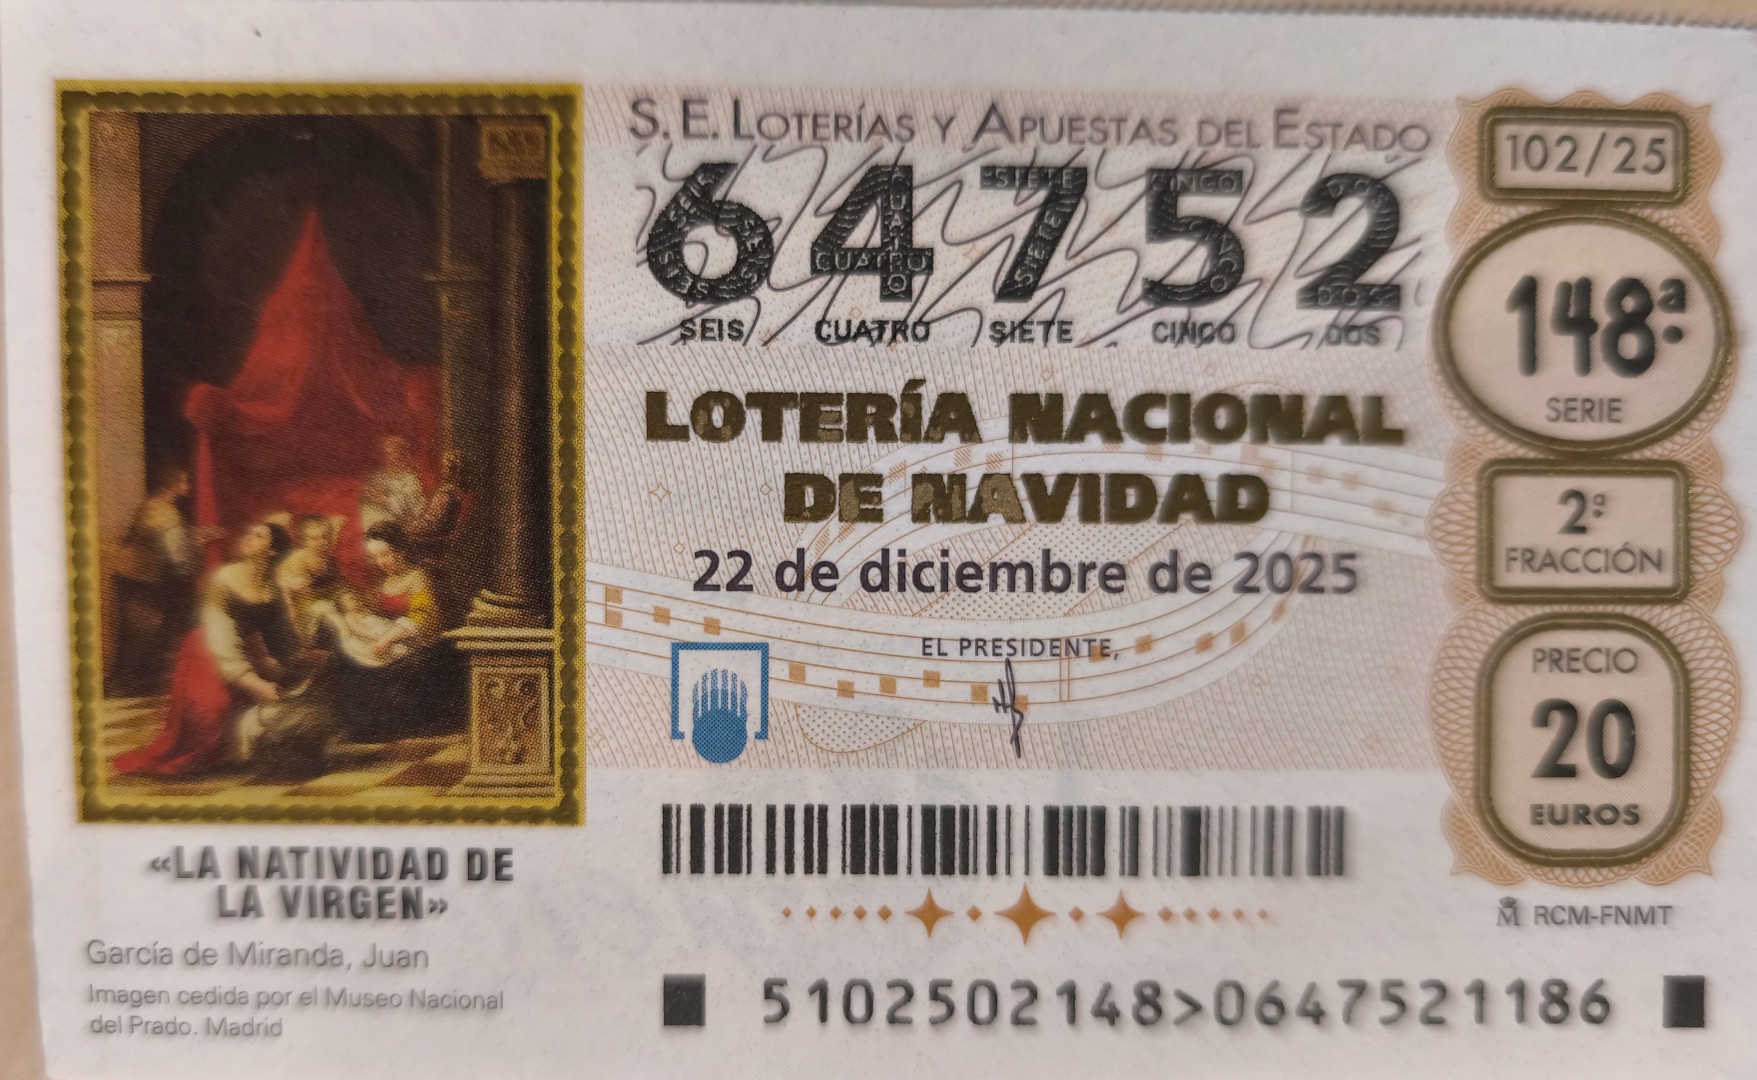 S. E. LOTERÍAS Y APUESTAS DEL ESTADO
64752
SEIS CUATRO SIETE CINCO DOS
LOTERÍA NACIONAL
DE NAVIDAD
22 de diciembre de 2025
EL PRESIDENTE,
102/25
148ª
SERIE
2ª
FRACCIÓN
PRECIO
20
EUROS
RCM-FNMT
«LA NATIVIDAD DE
LA VIRGEN»
García de Miranda, Juan
Imagen cedida por el Museo Nacional
del Prado. Madrid
5102502148>0647521186